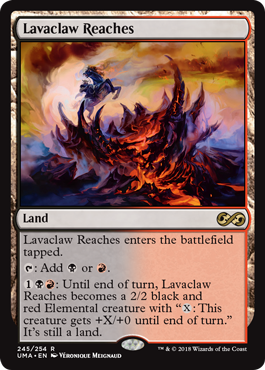 Lavaclaw Reaches
Land
Lavaclaw Reaches enters the battlefield
tapped.
: Add or .
1 : Until end of turn, Lavaclaw
Reaches becomes a 2/2 black and
red Elemental creature with “X: This
creature gets +X/+0 until end of turn.”
It’s still a land.
245/254 R
UMA • EN Véronique Meignaud
™ & © 2018 Wizards of the Coast